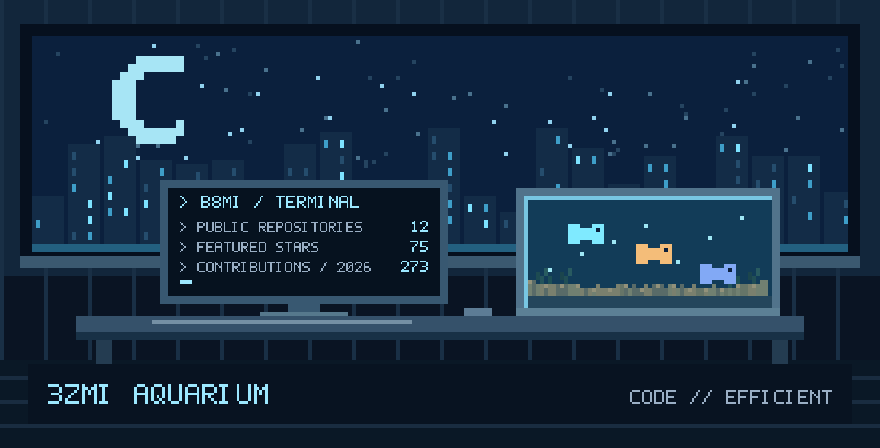 > B8MI / TERMINAL
> PUBLIC REPOSITORIES 12
> FEATURED STARS 75
> CONTRIBUTIONS / 2026 273
3ZMI AQUARIUM
CODE // EFFICIENT